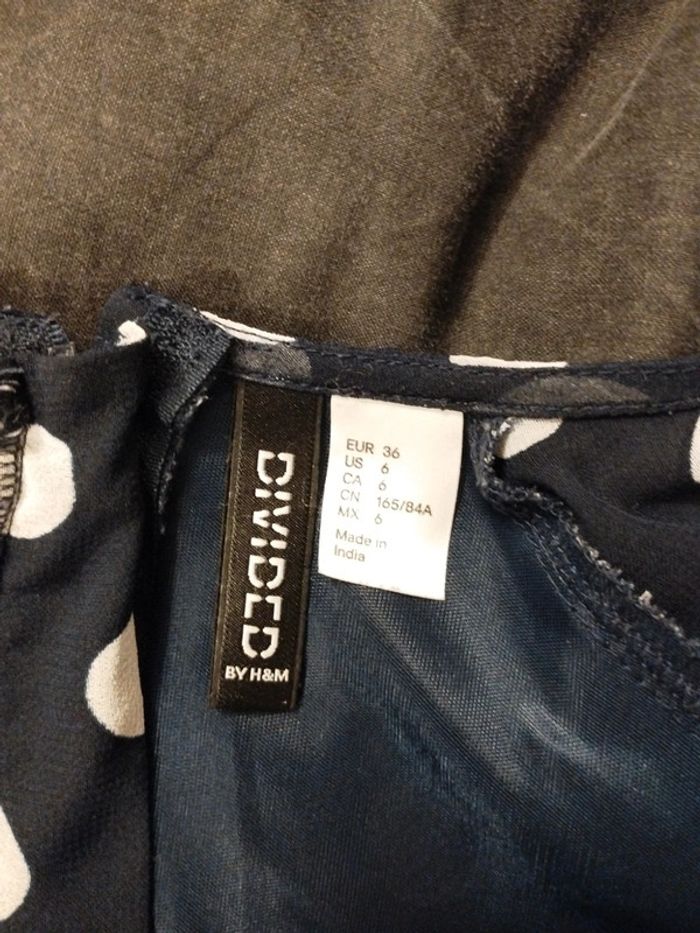 DIVIDED
BY H&M
EUR 36
US 6
CA 6
CN 165/84A
MX 6
Made in
India